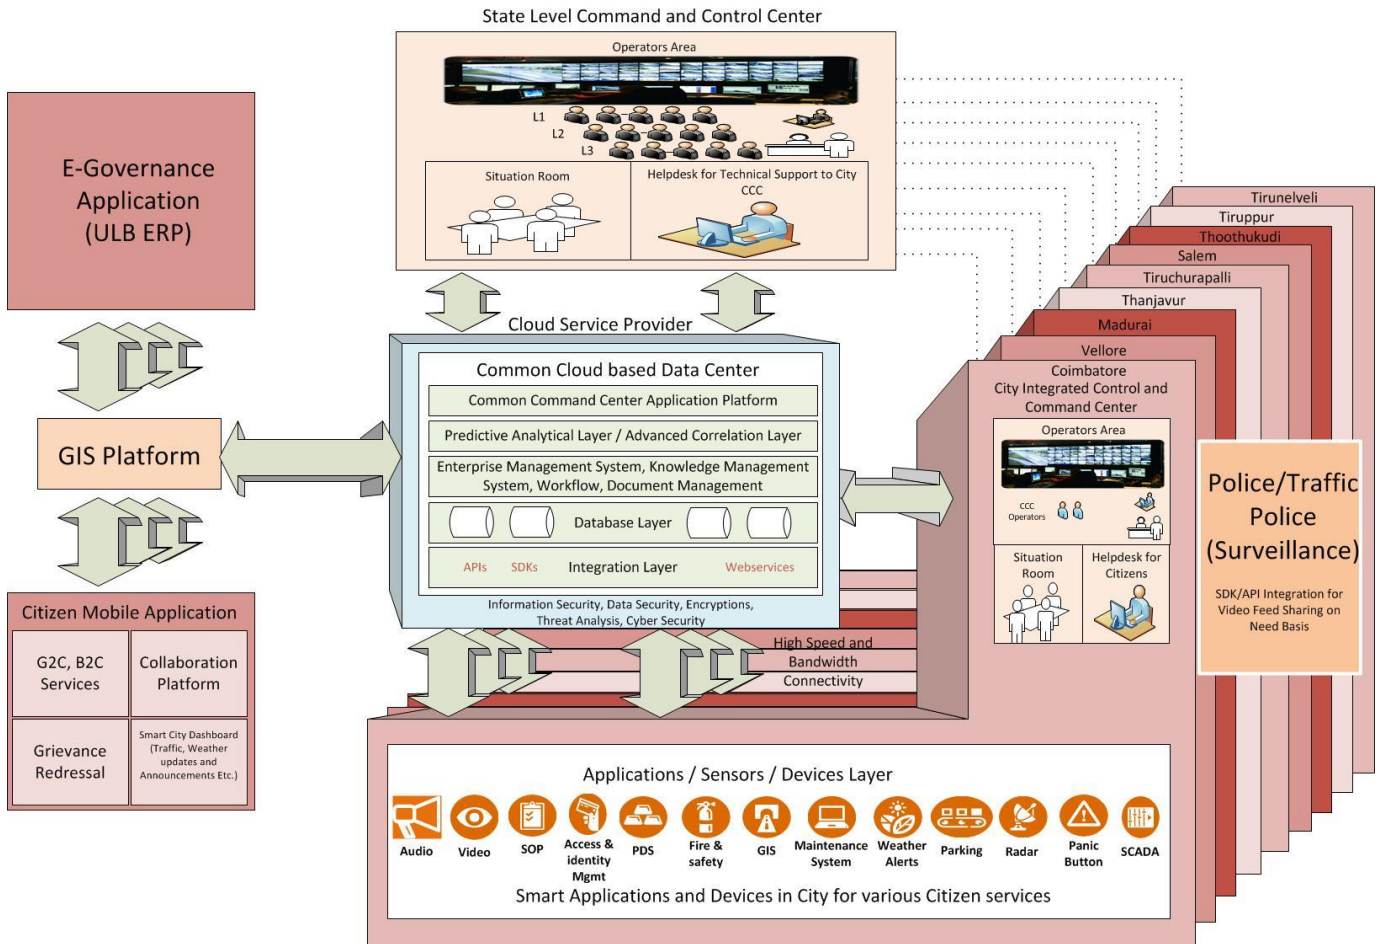 State Level Command and Control Center
Operators Area
L1
L2
L3
Situation Room
Helpdesk for Technical Support to City
CCC
E-Governance
Application
(ULB ERP)
GIS Platform
Citizen Mobile Application
G2C, B2C
Services
Collaboration
Platform
Grievance
Redressal
Smart City Dashboard
(Traffic, Weather
updates and
Announcements Etc.)
Cloud Service Provider
Common Cloud based Data Center
Common Command Center Application Platform
Predictive Analytical Layer / Advanced Correlation Layer
Enterprise Management System, Knowledge Management
System, Workflow, Document Management
Database Layer
APIs
SDKs
Integration Layer
Webservices
Information Security, Data Security, Encryptions,
Threat Analysis, Cyber Security
High Speed and
Bandwidth
Connectivity
Tirunelveli
Tiruppur
Thoothukudi
Salem
Tiruchurapalli
Thanjavur
Madurai
Vellore
Coimbatore
City Integrated Control and
Command Center
Operators Area
CCC
Operators
Situation
Room
Helpdesk for
Citizens
Police/Traffic
Police
(Surveillance)
SDK/API Integration for
Video Feed Sharing on
Need Basis
Applications / Sensors / Devices Layer
Audio
Video
SOP
Access &
identity
Mgmt
PDS
Fire &
safety
GIS
Maintenance
System
Weather
Alerts
Parking
Radar
Panic
Button
SCADA
Smart Applications and Devices in City for various Citizen services